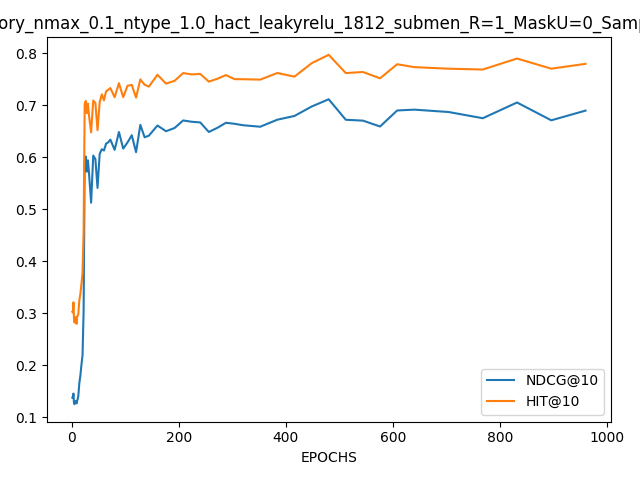 ory_nmax_0.1_ntype_1.0_hact_leakyrelu_1812_submen_R=1_MaskU=0_Samp
0.8
0.7
0.6
0.5
0.4
0.3
0.2
0.1
NDCG@10
HIT@10
0 200 400 600 800 1000
EPOCHS